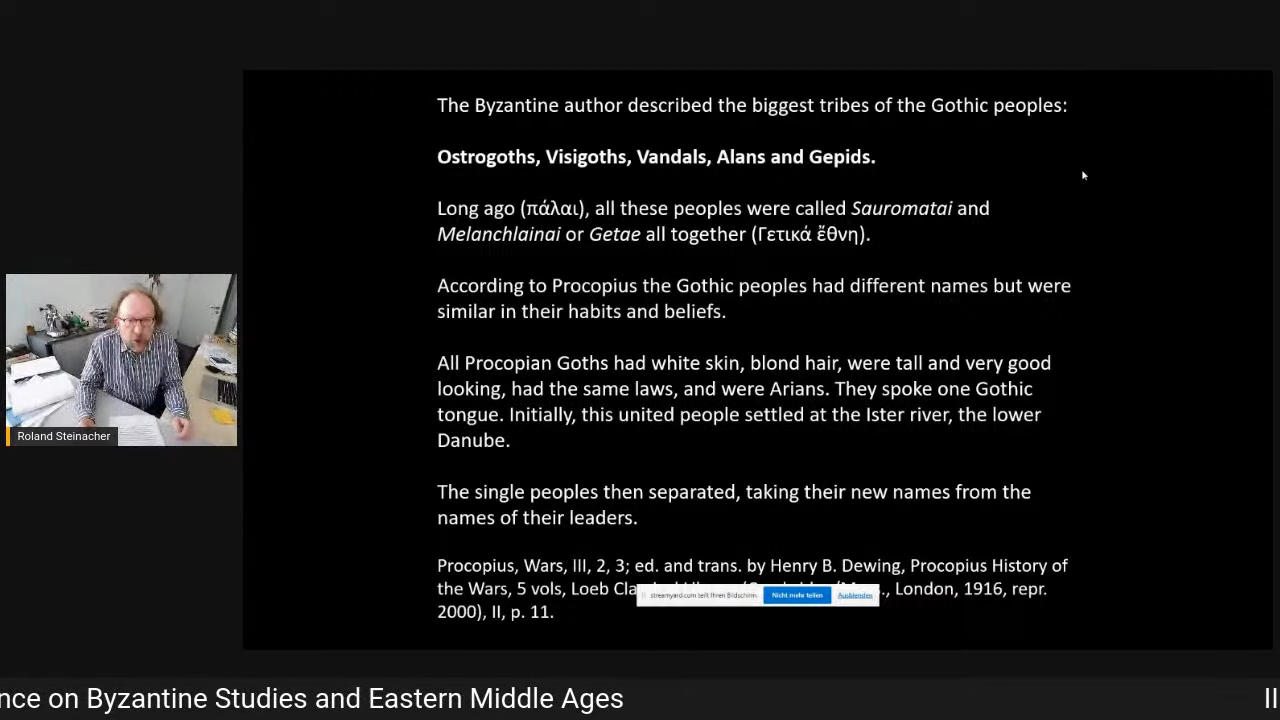 The Byzantine author described the biggest tribes of the Gothic peoples:
Ostrogoths, Visigoths, Vandals, Alans and Gepids.
Long ago (πάλαι), all these peoples were called Sauromatai and
Melanchlainai or Getae all together (Γετικά ἔθνη).
According to Procopius the Gothic peoples had different names but were
similar in their habits and beliefs.
All Procopian Goths had white skin, blond hair, were tall and very good
looking, had the same laws, and were Arians. They spoke one Gothic
tongue. Initially, this united people settled at the Ister river, the lower
Danube.
The single peoples then separated, taking their new names from the
names of their leaders.
Procopius, Wars, III, 2, 3; ed. and trans. by Henry B. Dewing, Procopius History of
the Wars, 5 vols, Loeb ., London, 1916, repr.
streamyard.com teilt Ihren Bildschirm. Nicht mehr teilen Ausblenden
2000), II, p. 11.
Roland Steinacher
nce on Byzantine Studies and Eastern Middle Ages
II